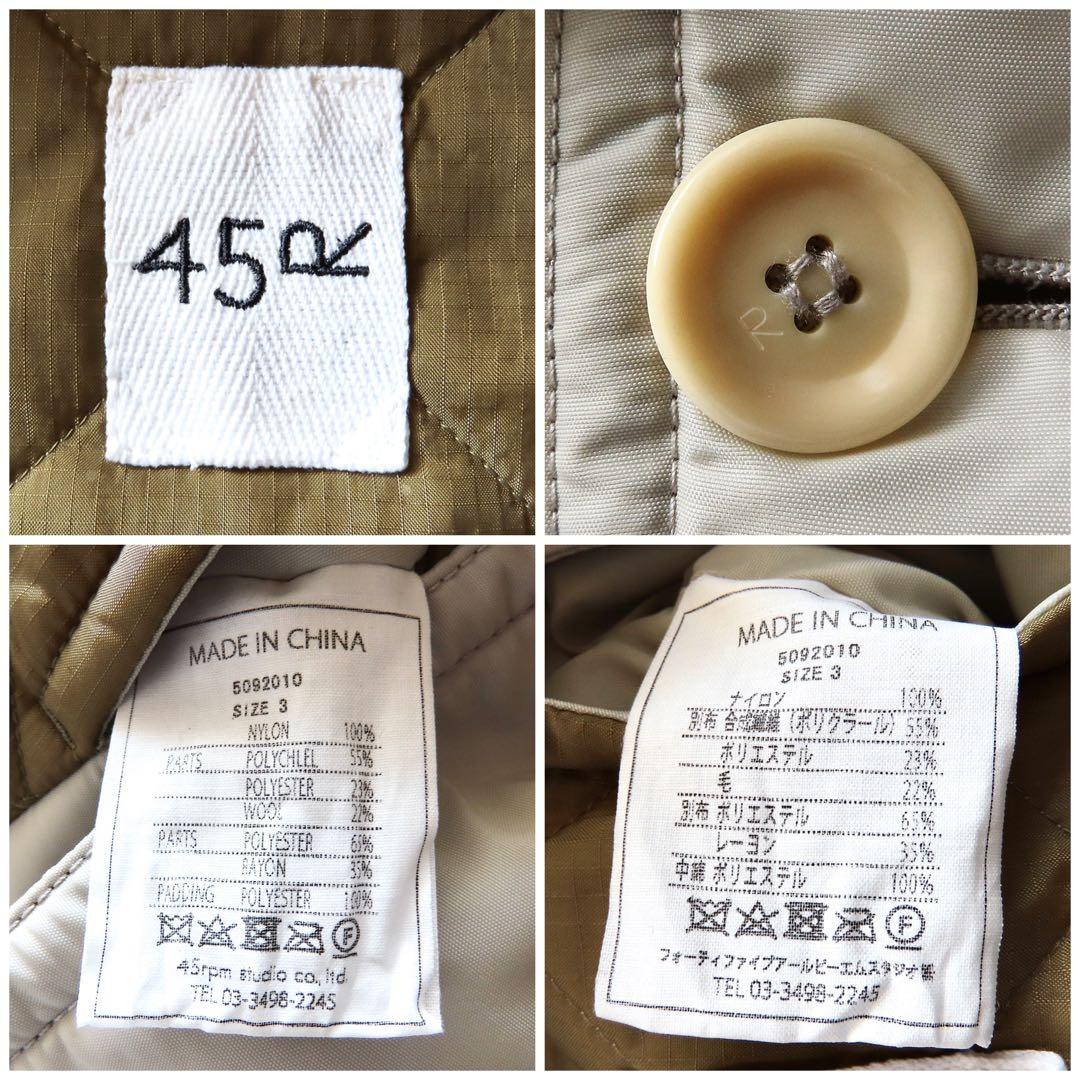 45R
R
MADE IN CHINA
5092010
SIZE 3
NYLON 100%
PARTS POLYCHLEL 55%
POLYESTER 23%
WOOL 22%
PARTS POLYESTER 65%
RAYON 35%
PADDING POLYESTER 100%
F
45rpm studio co., ltd.
TEL 03-3498-2245
MADE IN CHINA
5092010
SIZE 3
ナイロン 100%
別布 合成繊維 (ポリクラール) 55%
ポリエステル 23%
毛 22%
別布 ポリエステル 65%
レーヨン 35%
中綿 ポリエステル 100%
F
フォーティファイブアールピーエムスタジオ㈱
TEL 03-3498-2245